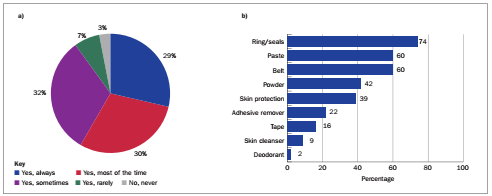 a)
3%
7%
29%
32%
30%
Key
Yes, always
Yes, most of the time
Yes, sometimes
Yes, rarely
No, never
b)
Ring/seals 74
Paste 60
Belt 60
Powder 42
Skin protection 39
Adhesive remover 22
Tape 16
Skin cleanser 9
Deodorant 2
0 20 40 60 80 100
Percentage